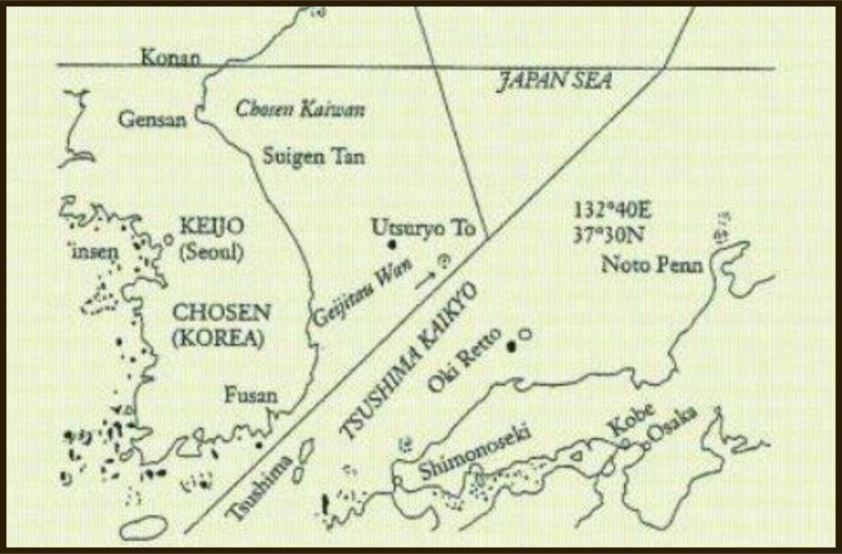 Konan
JAPAN SEA
Gensan
Chosen Kaiwan
Suigen Tan
132°40E
37°30N
KEIJO
(Seoul)
Utsuryo To
insen
Noto Penn
Geijitau Wan
CHOSEN
(KOREA)
TSUSHIMA KAIKYO
Oki Retto
Fusan
Kobe
Osaka
Shimonoseki
Tsushima